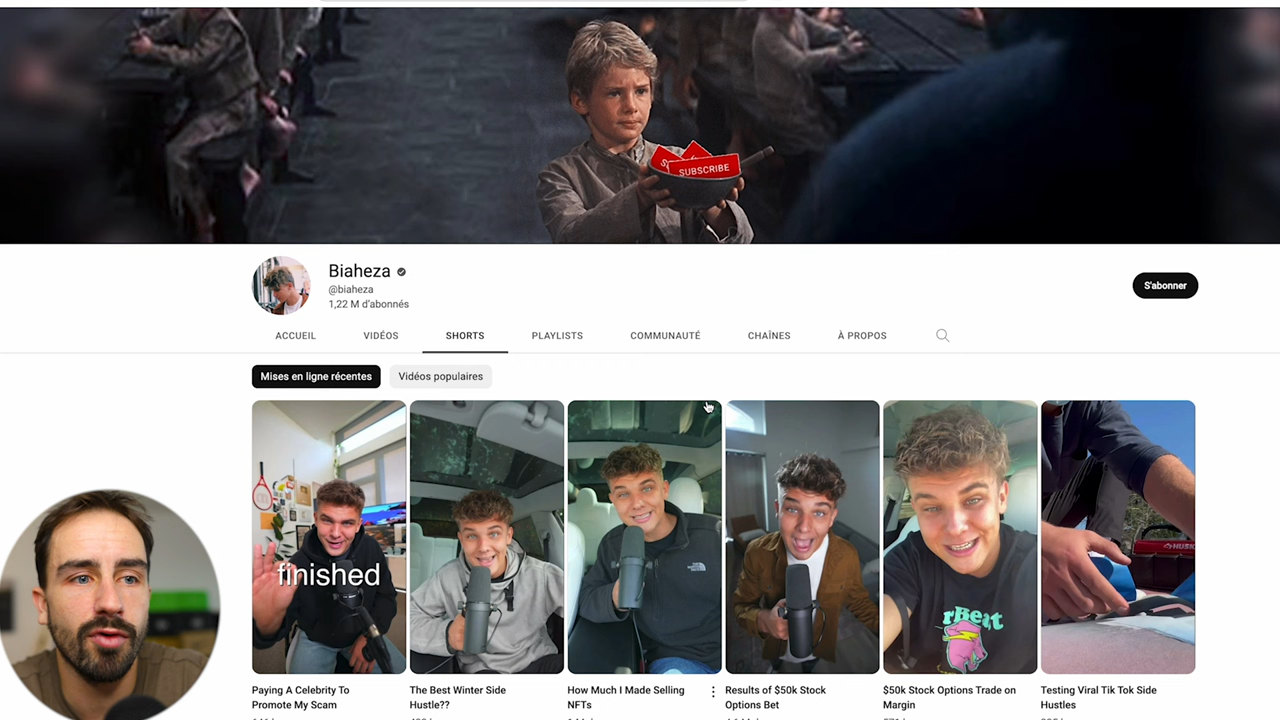 SUBSCRIBE
Biaheza
@biaheza
1,22 M d'abonnés
S'abonner
ACCUEIL
VIDÉOS
SHORTS
PLAYLISTS
COMMUNAUTÉ
CHAÎNES
À PROPOS
Mises en ligne récentes
Vidéos populaires
finished
Paying A Celebrity To
Promote My Scam
The Best Winter Side
Hustle??
How Much I Made Selling
NFTs
Results of $50k Stock
Options Bet
$50k Stock Options Trade on
Margin
Testing Viral Tik Tok Side
Hustles